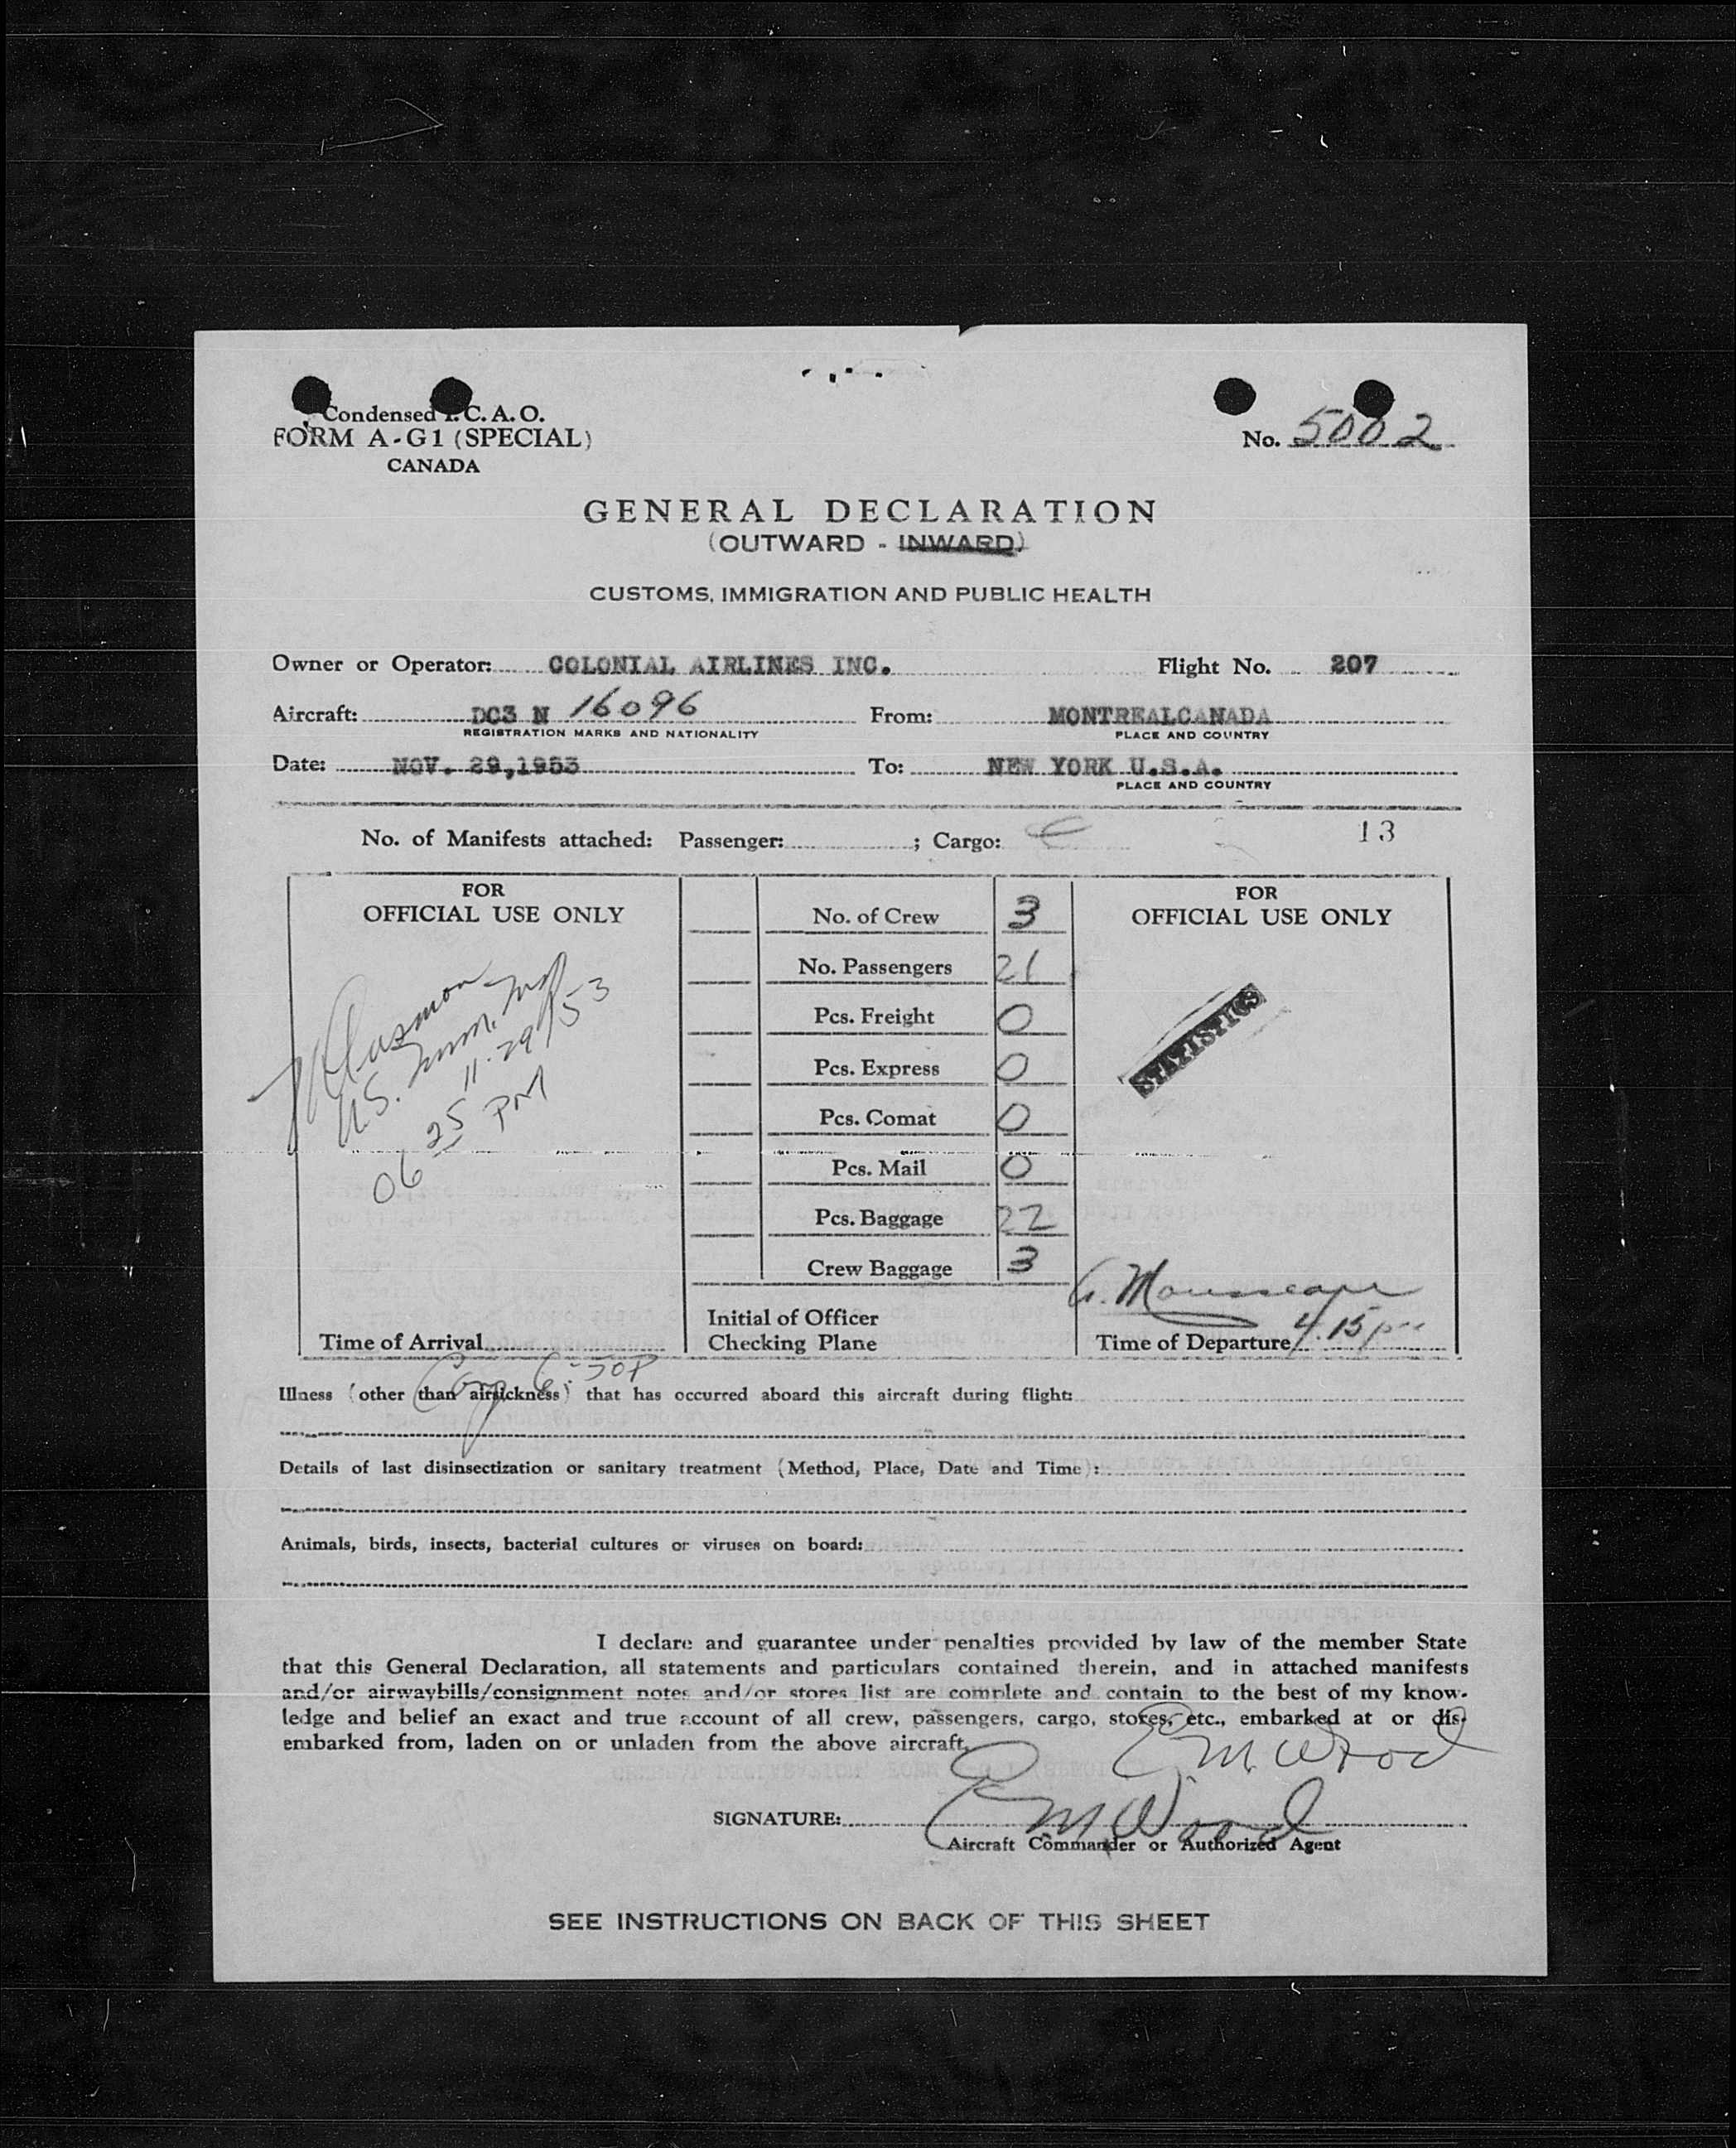 Condensed I. C. A. O.
FORM A-G1 (SPECIAL)
CANADA
No. 5002
GENERAL DECLARATION
(OUTWARD - INWARD)
CUSTOMS, IMMIGRATION AND PUBLIC HEALTH
Owner or Operator: COLONIAL AIRLINES INC. Flight No. 207
Aircraft: DC3 N 16096 From: MONTREALCANADA
REGISTRATION MARKS AND NATIONALITY PLACE AND COUNTRY
Date: NOV. 29,1953 To: NEW YORK U.S.A.
PLACE AND COUNTRY
No. of Manifests attached: Passenger: ; Cargo: 13
FOR
OFFICIAL USE ONLY
U.S. Imm.
11-29/53
06 25 PM
Time of Arrival
No. of Crew 3
No. Passengers 21
Pcs. Freight 0
Pcs. Express 0
Pcs. Comat 0
Pcs. Mail 0
Pcs. Baggage 22
Crew Baggage 3
Initial of Officer
Checking Plane
FOR
OFFICIAL USE ONLY
STATISTICS
Time of Departure 4.15 pm
Illness (other than airsickness) that has occurred aboard this aircraft during flight:
Details of last disinsectization or sanitary treatment (Method, Place, Date and Time):
Animals, birds, insects, bacterial cultures or viruses on board:
I declare and guarantee under penalties provided by law of the member State
that this General Declaration, all statements and particulars contained therein, and in attached manifests
and/or airwaybills/consignment notes and/or stores list are complete and contain to the best of my know-
ledge and belief an exact and true account of all crew, passengers, cargo, stores, etc., embarked at or dis-
embarked from, laden on or unladen from the above aircraft.
E M Wood
SIGNATURE: E M Wood
Aircraft Commander or Authorized Agent
SEE INSTRUCTIONS ON BACK OF THIS SHEET